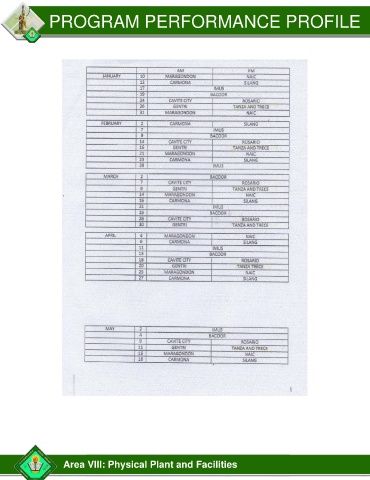 PROGRAM PERFORMANCE PROFILE
AM PM
JANUARY 10 MARAGONDON NAIC
12 CARMONA SILANG
17 IMUS
19 BACOOR
24 CAVITE CITY ROSARIO
26 GENTRI TANZA AND TRECE
31 MARAGONDON NAIC
FEBRUARY 2 CARMONA SILANG
7 IMUS
9 BACOOR
14 CAVITE CITY ROSARIO
16 GENTRI TANZA AND TRECE
21 MARAGONDON NAIC
23 CARMONA SILANG
28 IMUS
MARCH 2 BACOOR
7 CAVITE CITY ROSARIO
9 GENTRI TANZA AND TRECE
14 MARAGONDON NAIC
16 CARMONA SILANG
21 IMUS
23 BACOOR
28 CAVITE CITY ROSARIO
30 GENTRI TANZA AND TRECE
APRIL 4 MARAGONDON NAIC
6 CARMONA SILANG
11 IMUS
13 BACOOR
18 CAVITE CITY ROSARIO
20 GENTRI TANZA TRECE
25 MARAGONDON NAIC
27 CARMONA SILANG
MAY 2 IMUS
4 BACOOR
9 CAVITE CITY ROSARIO
11 GENTRI TANZA AND TRECE
16 MARAGONDON NAIC
18 CARMONA SILANG
Area VIII: Physical Plant and Facilities